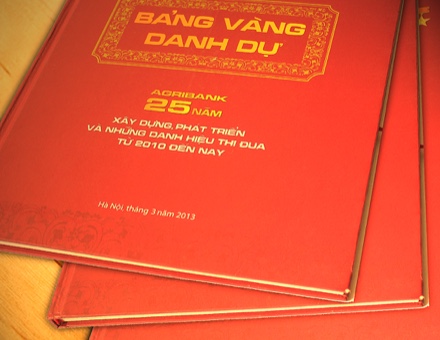 BẢNG VÀNG
DANH DỰ
AGRIBANK
25 NĂM
XÂY DỰNG, PHÁT TRIỂN
VÀ NHỮNG DANH HIỆU THI ĐUA
TỪ 2010 ĐẾN NAY
Hà Nội, tháng 3 năm 2013